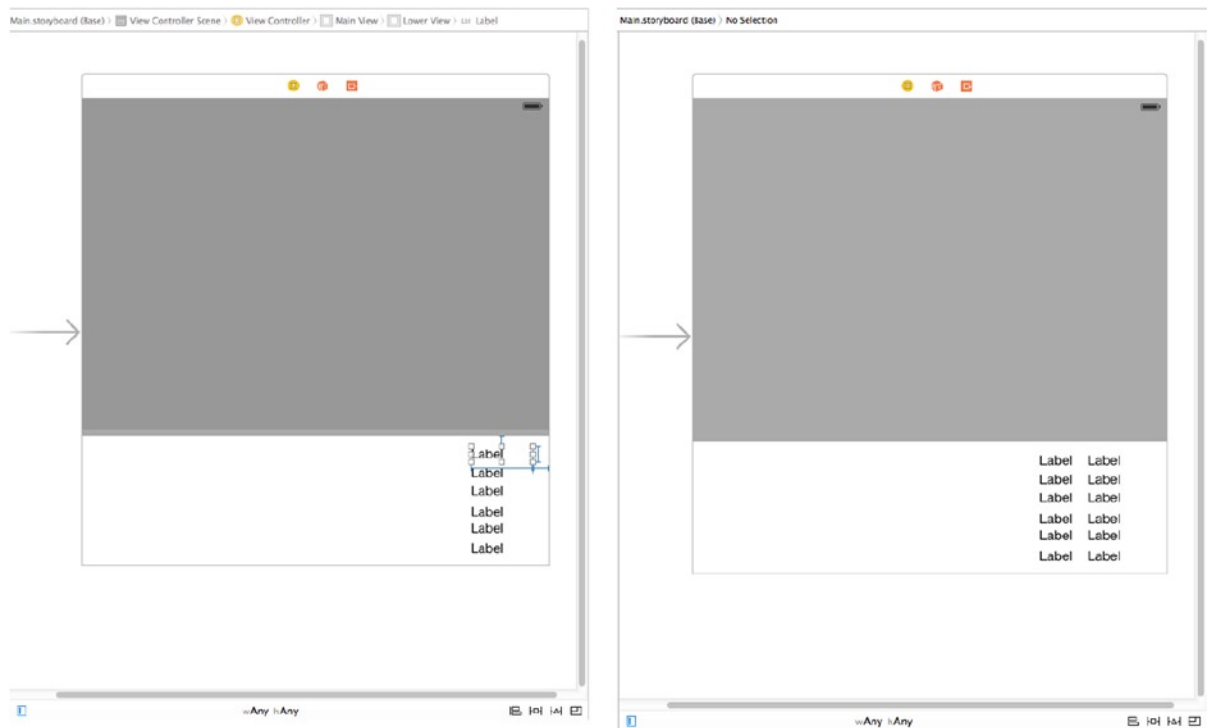 Main.storyboard (Base) › View Controller Scene › View Controller › Main View › Lower View › Label
Label
Label
Label
Label
Label
Label
wAny hAny
Main.storyboard (Base) › No Selection
Label Label
Label Label
Label Label
Label Label
Label Label
Label Label
wAny hAny